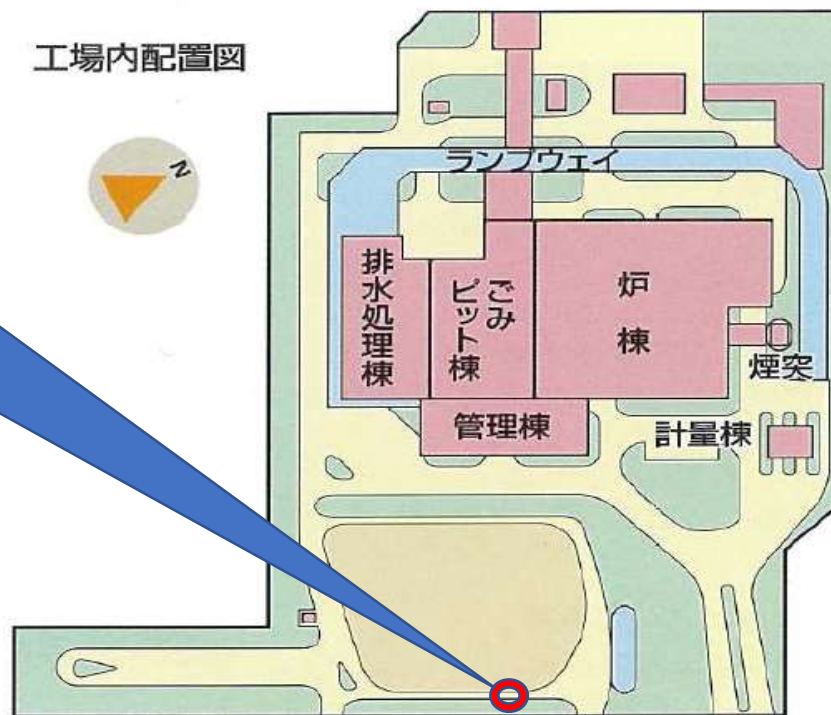 工場内配置図
N
ランプウェイ
排水処理棟
ごみ
ピット棟
炉
棟
煙突
管理棟
計量棟